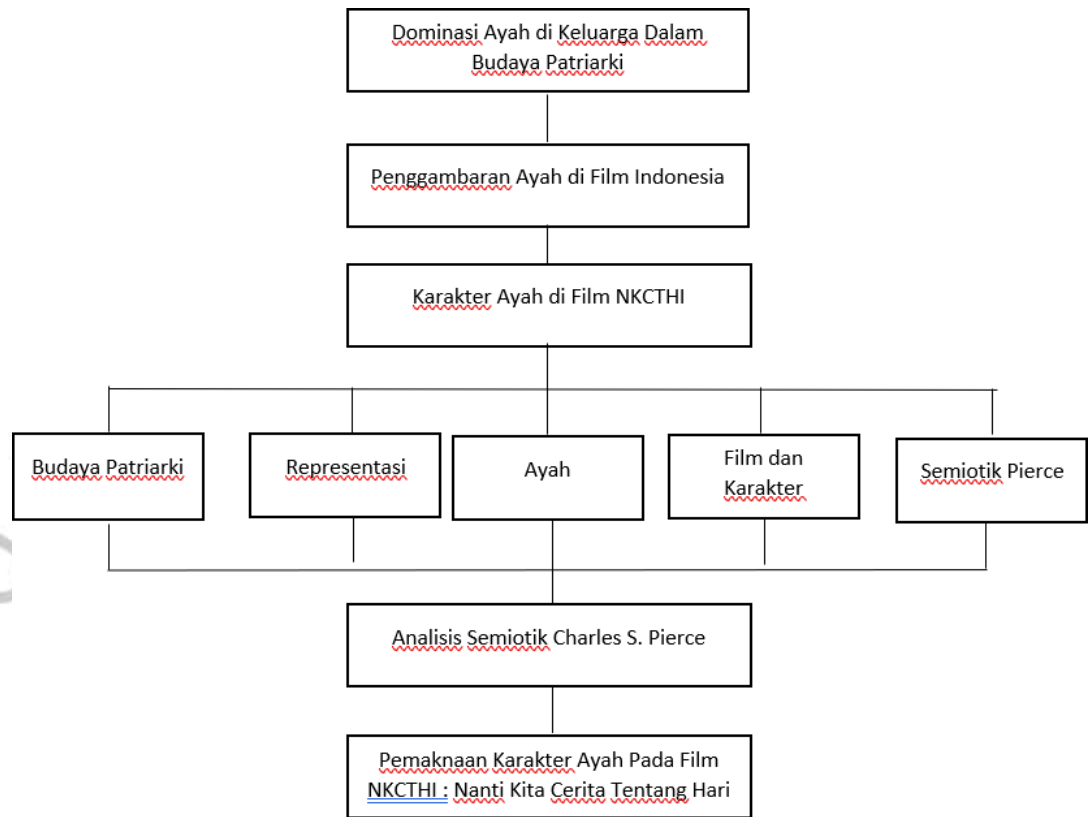 Dominasi Ayah di Keluarga Dalam
Budaya Patriarki
Penggambaran Ayah di Film Indonesia
Karakter Ayah di Film NKCTHI
Budaya Patriarki
Representasi
Ayah
Film dan
Karakter
Semiotik Pierce
Analisis Semiotik Charles S. Pierce
Pemaknaan Karakter Ayah Pada Film
NKCTHI : Nanti Kita Cerita Tentang Hari